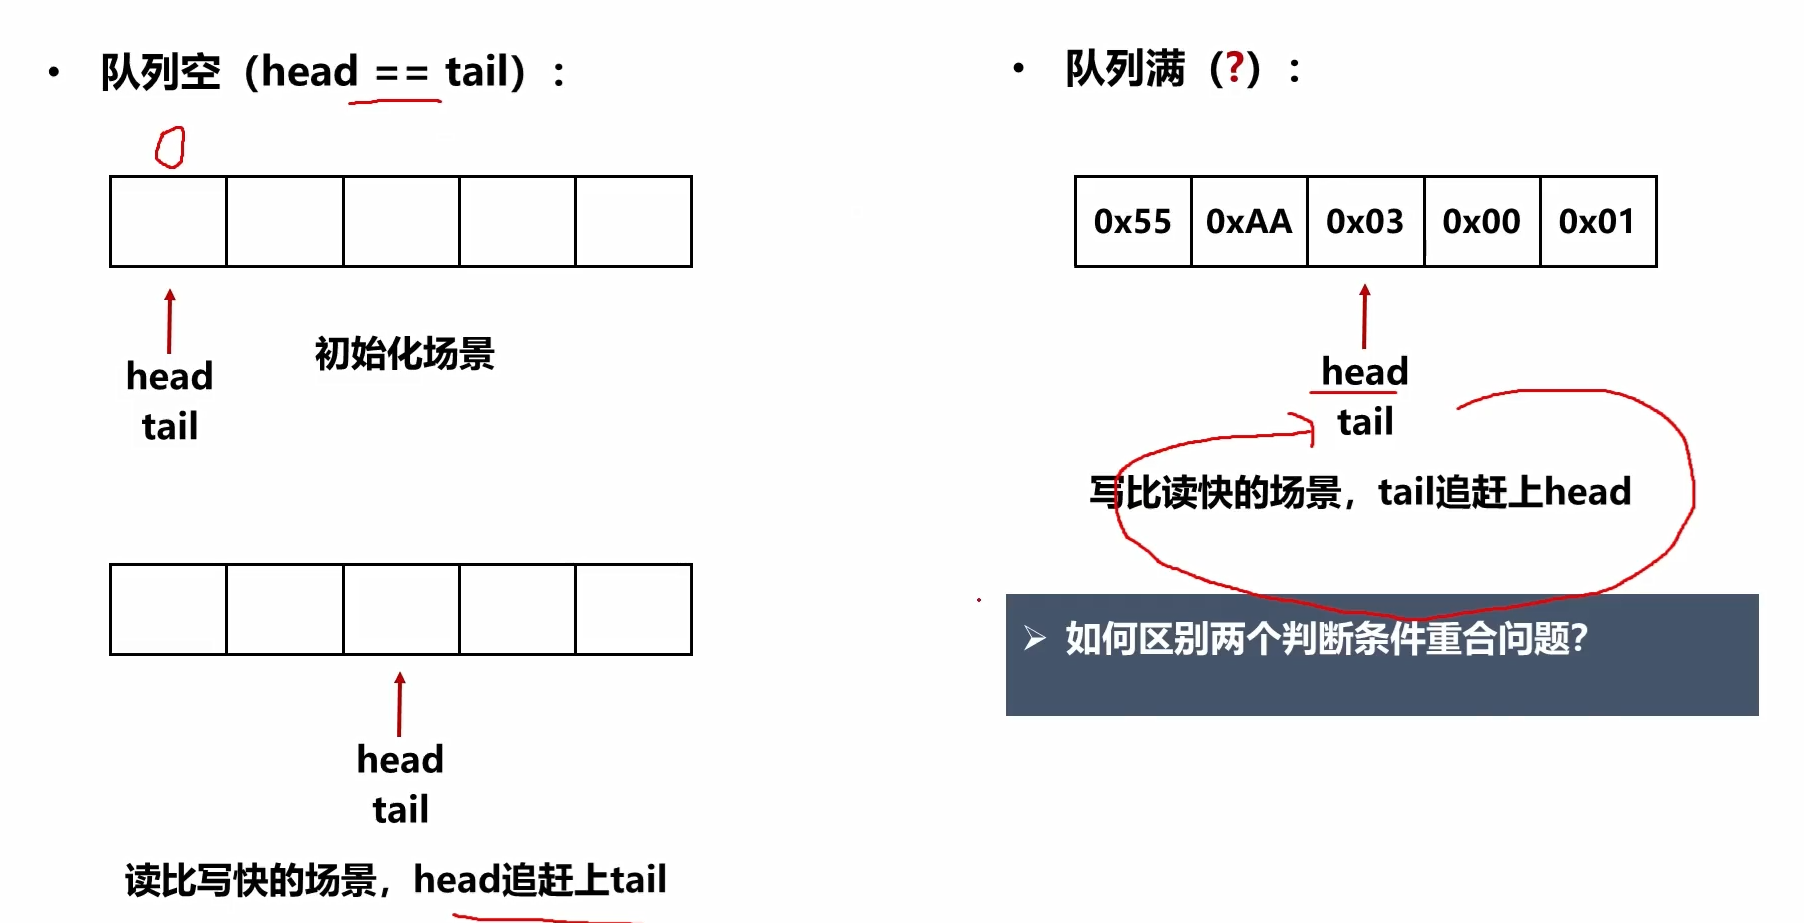 • 队列空（head == tail）：
0
head
tail
初始化场景
head
tail
读比写快的场景，head追赶上tail
• 队列满（?）：
0x55 0xAA 0x03 0x00 0x01
head
tail
写比读快的场景，tail追赶上head
➢ 如何区别两个判断条件重合问题？